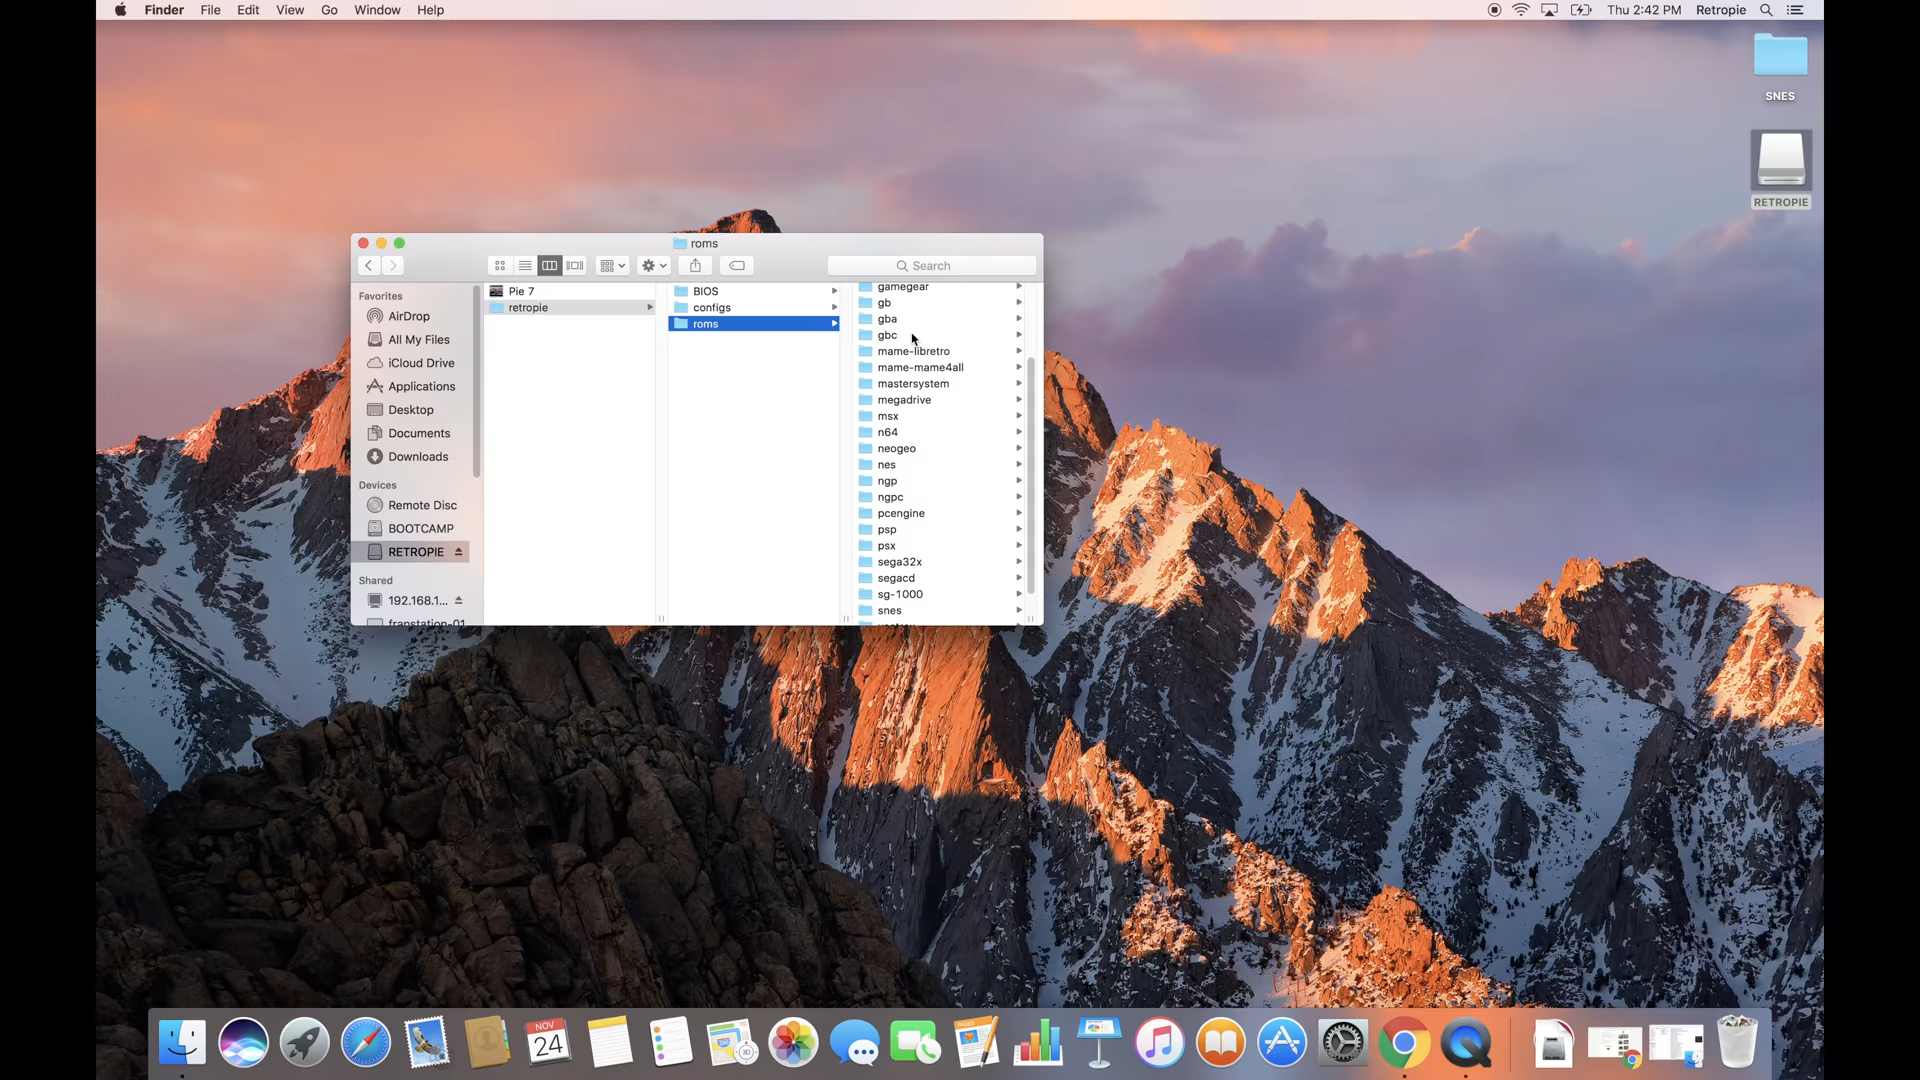 Finder File Edit View Go Window Help
Thu 2:42 PM Retropie
SNES
RETROPIE
roms
Search
Favorites
AirDrop
All My Files
iCloud Drive
Applications
Desktop
Documents
Downloads
Devices
Remote Disc
BOOTCAMP
RETROPIE
Shared
192.168.1...
franstation-01
Pie 7
retropie
BIOS
configs
roms
gamegear
gb
gba
gbc
mame-libretro
mame-mame4all
mastersystem
megadrive
msx
n64
neogeo
nes
ngp
ngpc
pcengine
psp
psx
sega32x
segacd
sg-1000
snes
NOV
24
PAGES